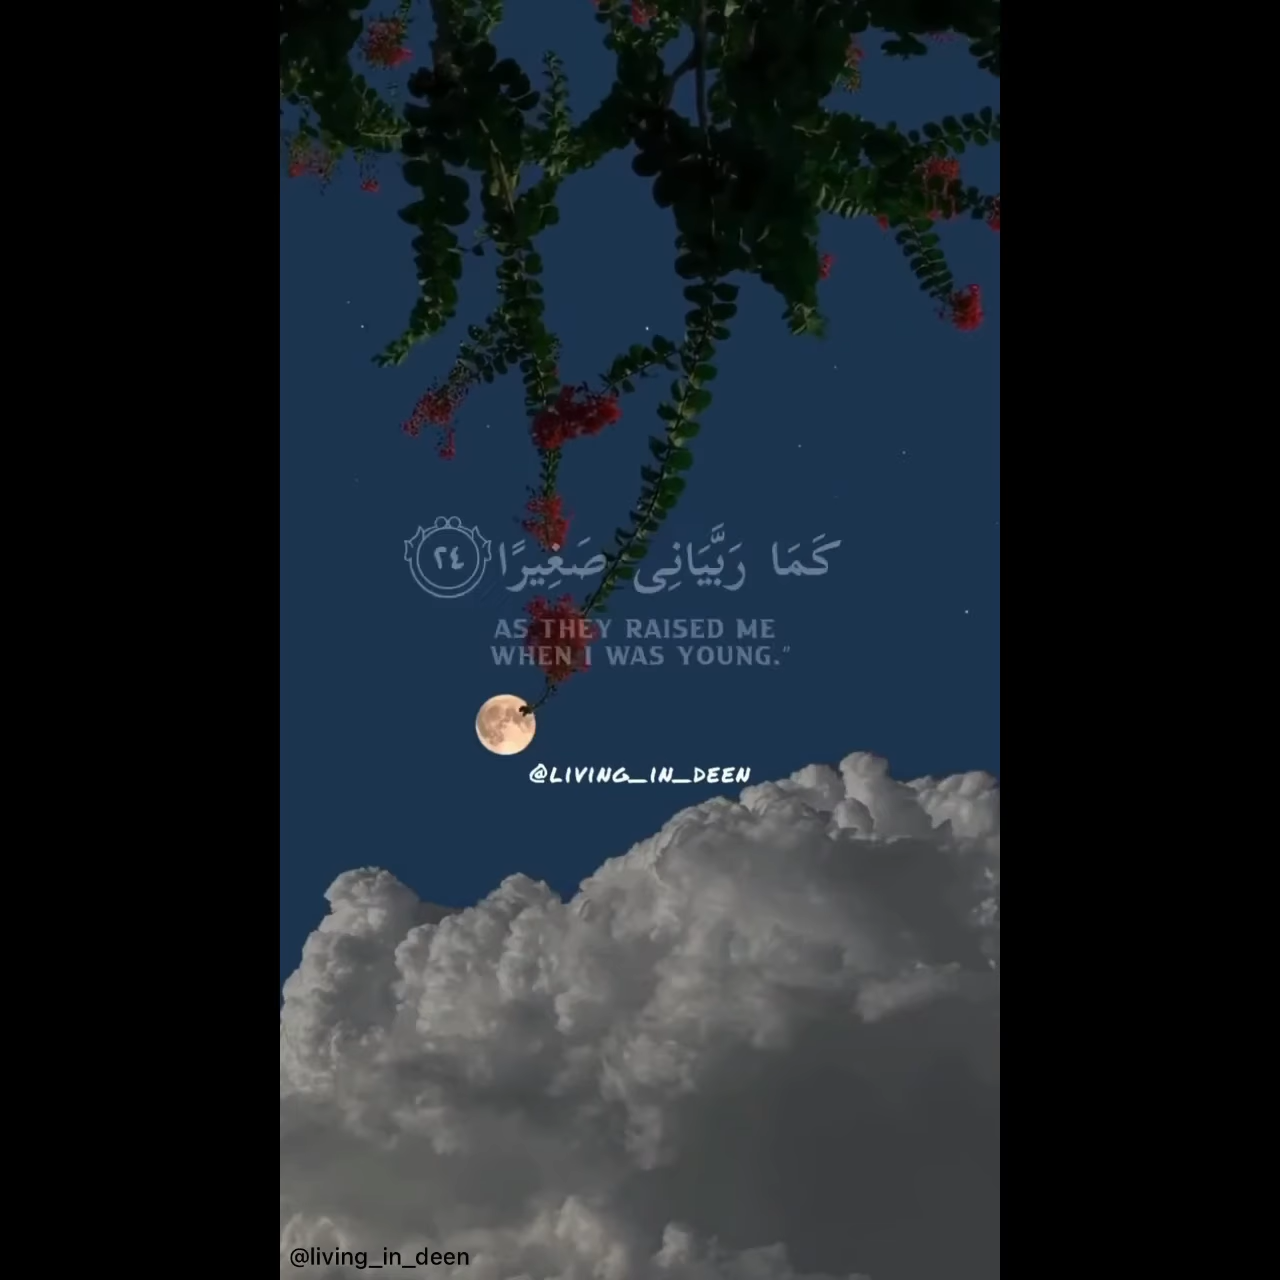 كَمَا رَبَّيَانِى صَغِيرًا ٢٤
AS THEY RAISED ME
WHEN I WAS YOUNG.”
@LIVING_IN_DEEN
@living_in_deen